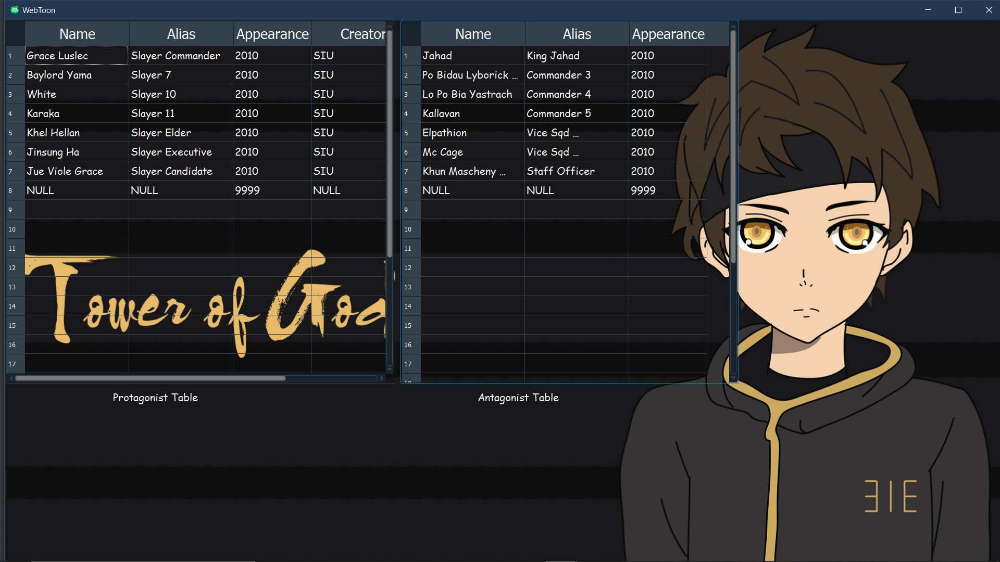 WebToon
Name Alias Appearance Creator
1 Grace Luslec Slayer Commander 2010 SIU
2 Baylord Yama Slayer 7 2010 SIU
3 White Slayer 10 2010 SIU
4 Karaka Slayer 11 2010 SIU
5 Khel Hellan Slayer Elder 2010 SIU
6 Jinsung Ha Slayer Executive 2010 SIU
7 Jue Viole Grace Slayer Candidate 2010 SIU
8 NULL NULL 9999 NULL
9
10
11
12
13
14
15
16
17
Tower of God
Protagonist Table
Name Alias Appearance
1 Jahad King Jahad 2010
2 Po Bidau Lyborick ... Commander 3 2010
3 Lo Po Bia Yastrach Commander 4 2010
4 Kallavan Commander 5 2010
5 Elpathion Vice Sqd ... 2010
6 Mc Cage Vice Sqd ... 2010
7 Khun Mascheny ... Staff Officer 2010
8 NULL NULL 9999
9
10
11
12
13
14
15
16
17
Antagonist Table